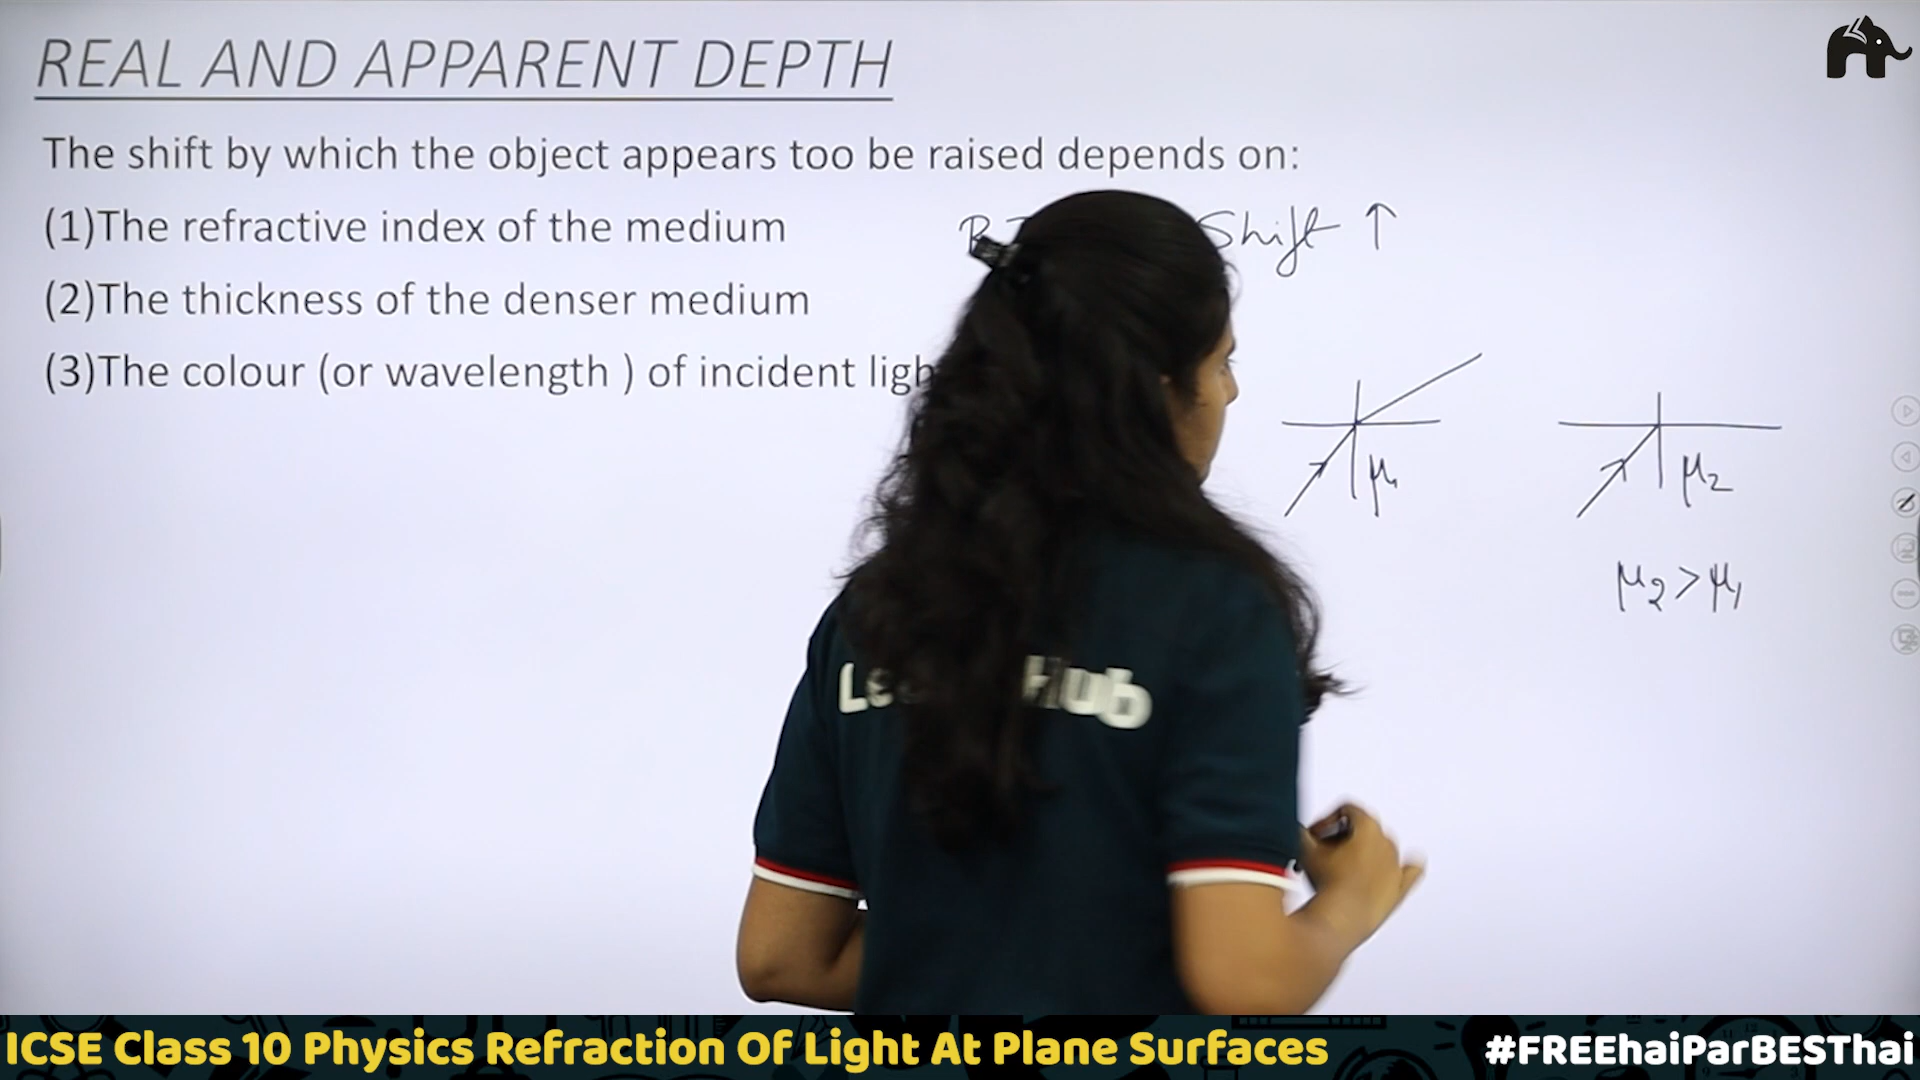 REAL AND APPARENT DEPTH
The shift by which the object appears too be raised depends on:
(1)The refractive index of the medium
Shift ↑
(2)The thickness of the denser medium
(3)The colour (or wavelength ) of incident
μ₁
μ₂
μ₂ > μ₁
Hub
ICSE Class 10 Physics Refraction Of Light At Plane Surfaces
#FREEhaiParBESThai